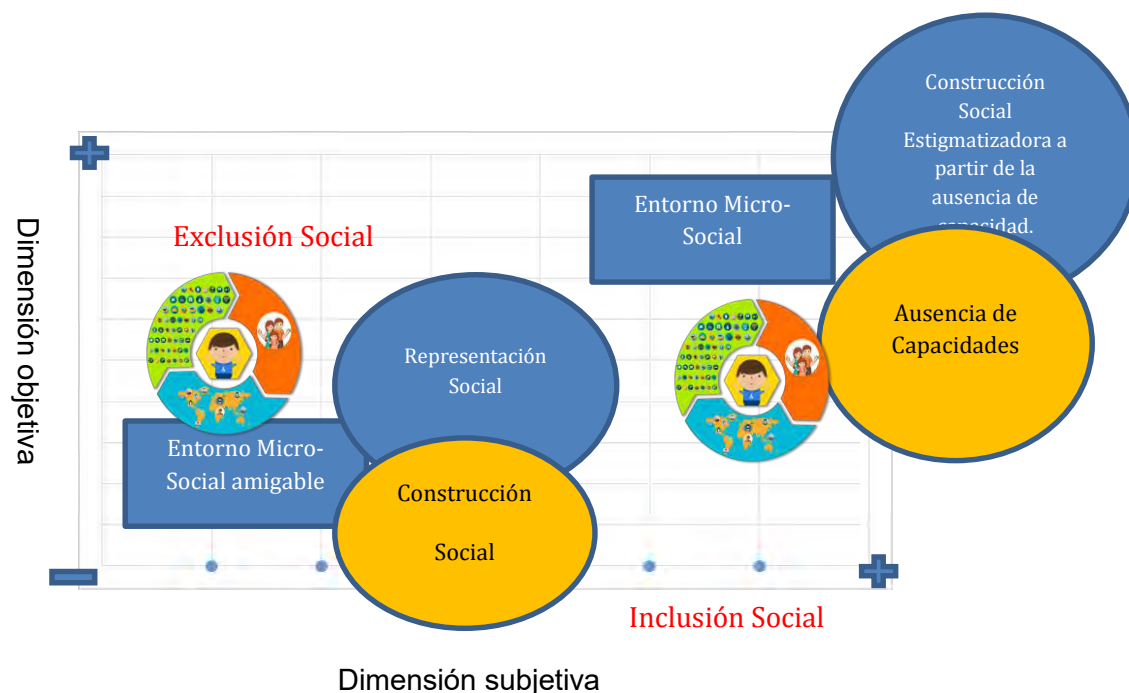 Construcción
Social
Estigmatizadora a
partir de la
ausencia de
capacidad.
Entorno Micro-
Social
Exclusión Social
Ausencia de
Capacidades
Representación
Social
Entorno Micro-
Social amigable
Construcción
Social
Inclusión Social
Dimensión objetiva
Dimensión subjetiva